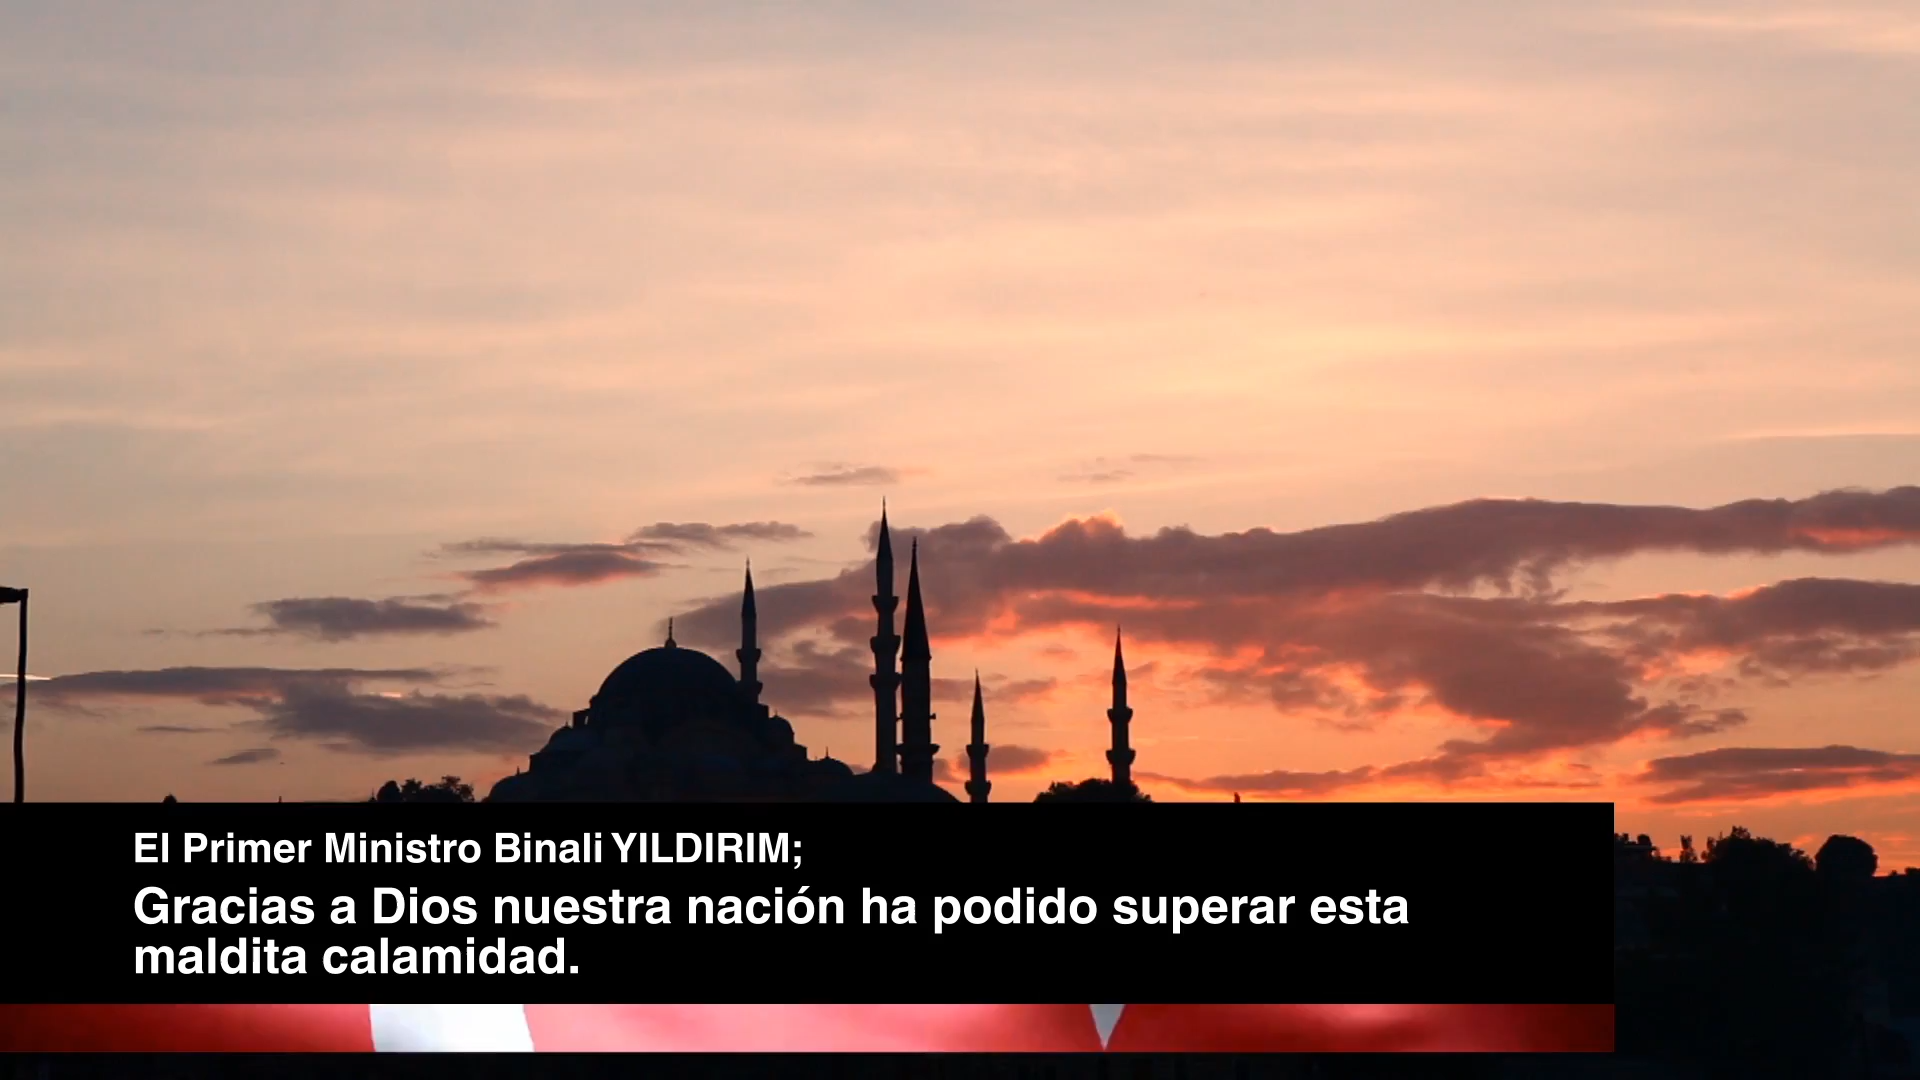 El Primer Ministro Binali YILDIRIM;
Gracias a Dios nuestra nación ha podido superar esta
maldita calamidad.